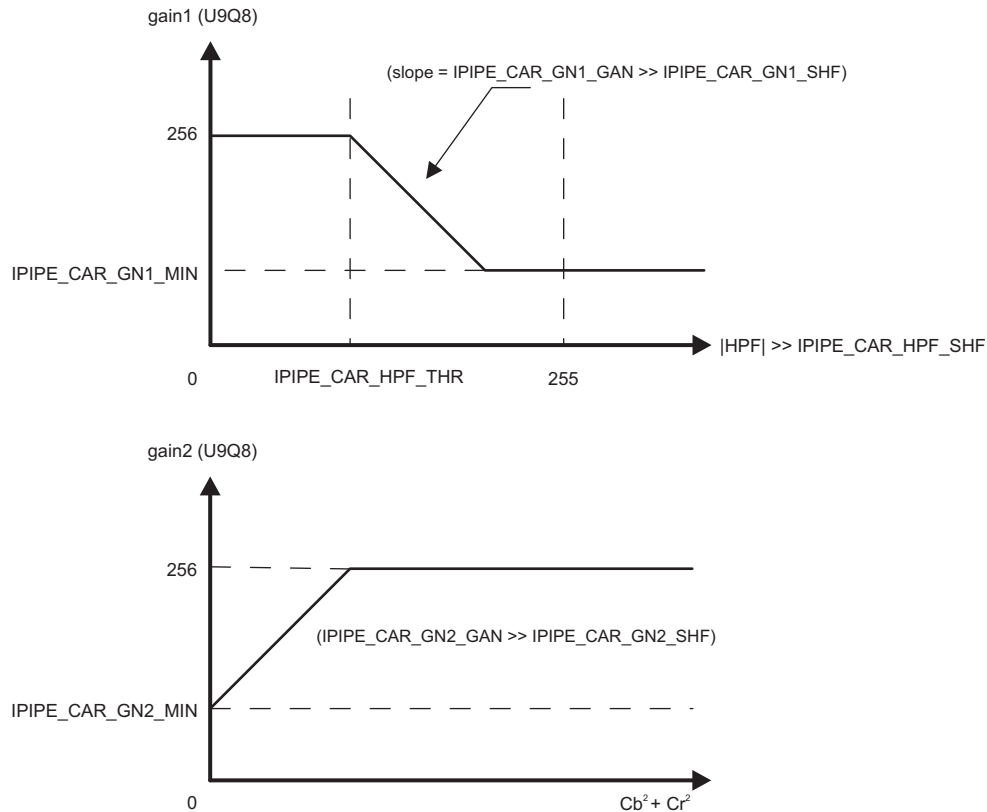 gain1 (U9Q8)
(slope = IPIPE_CAR_GN1_GAN >> IPIPE_CAR_GN1_SHF)
256
IPIPE_CAR_GN1_MIN
|HPF| >> IPIPE_CAR_HPF_SHF
0 IPIPE_CAR_HPF_THR 255
gain2 (U9Q8)
256
(IPIPE_CAR_GN2_GAN >> IPIPE_CAR_GN2_SHF)
IPIPE_CAR_GN2_MIN
0 Cb² + Cr²